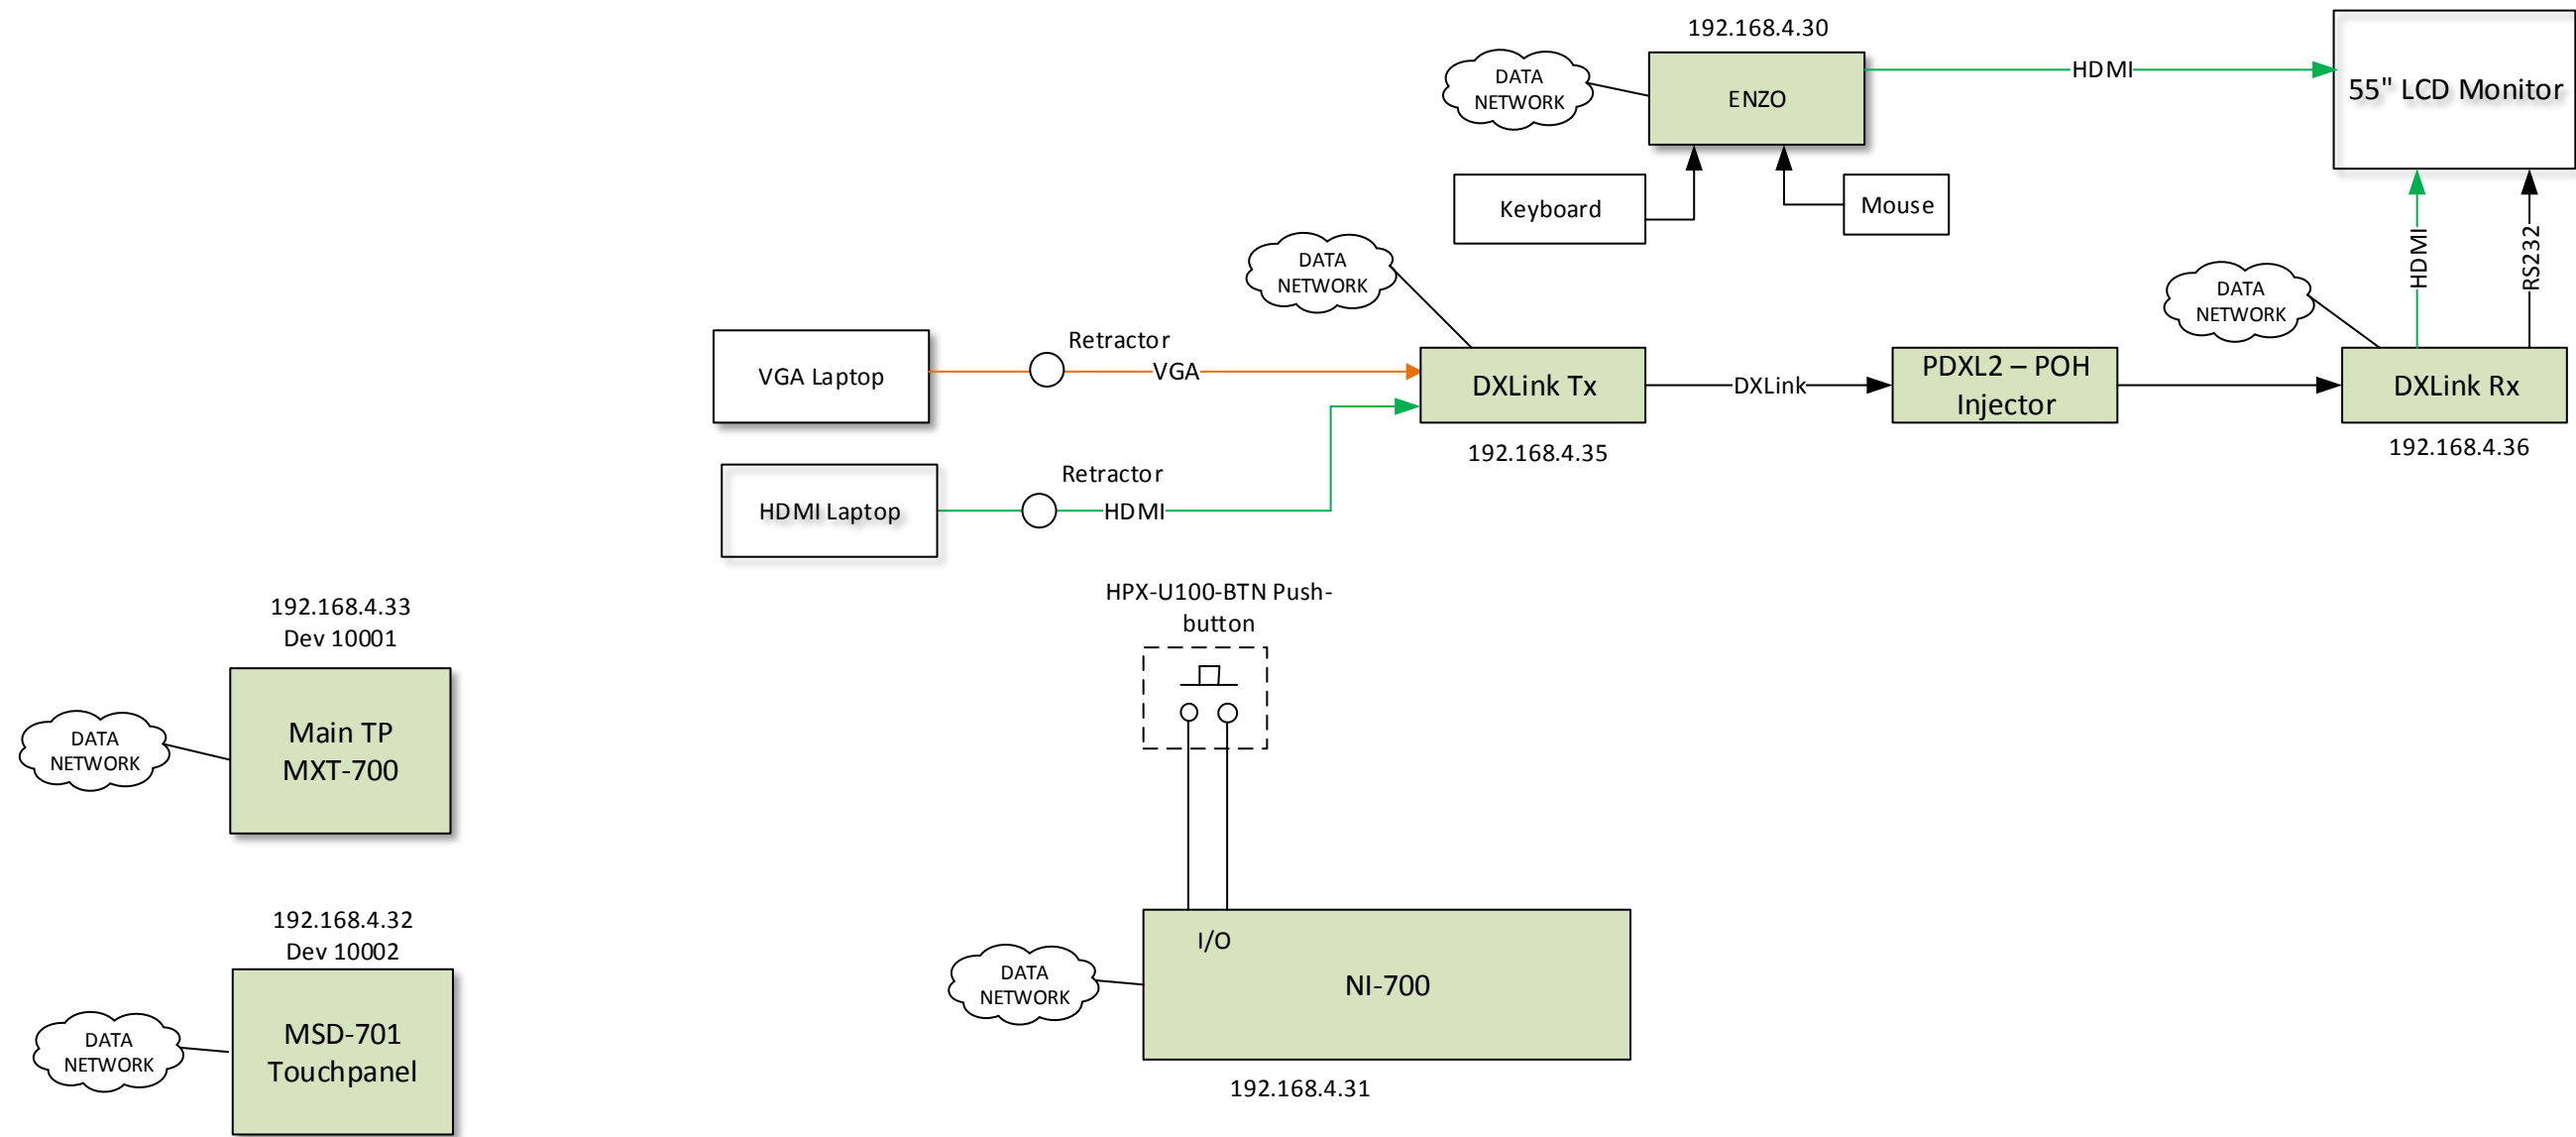 192.168.4.30
DATA
NETWORK
ENZO
HDMI
55" LCD Monitor
Keyboard
Mouse
DATA
NETWORK
DATA
NETWORK
HDMI
RS232
VGA Laptop
Retractor
VGA
DXLink Tx
192.168.4.35
DXLink
PDXL2 – POH
Injector
DXLink Rx
192.168.4.36
HDMI Laptop
Retractor
HDMI
HPX-U100-BTN Push-
button
192.168.4.33
Dev 10001
DATA
NETWORK
Main TP
MXT-700
192.168.4.32
Dev 10002
DATA
NETWORK
MSD-701
Touchpanel
I/O
DATA
NETWORK
NI-700
192.168.4.31